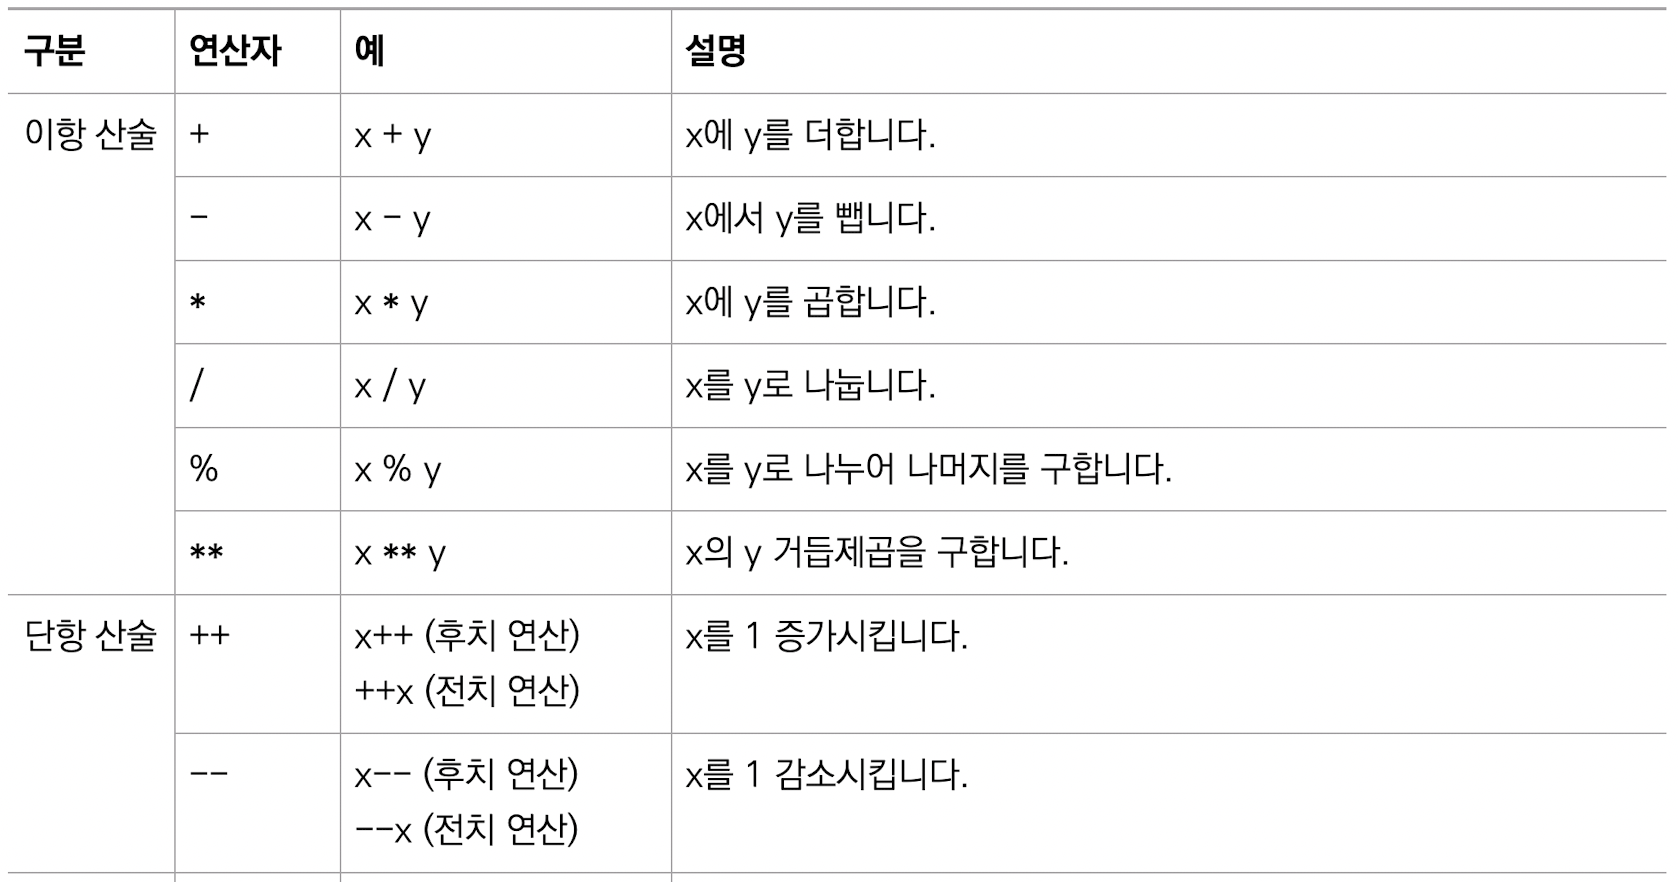 구분 연산자 예 설명
이항 산술 + x + y x에 y를 더합니다.
- x - y x에서 y를 뺍니다.
* x * y x에 y를 곱합니다.
/ x / y x를 y로 나눕니다.
% x % y x를 y로 나누어 나머지를 구합니다.
** x ** y x의 y 거듭제곱을 구합니다.
단항 산술 ++ x++ (후치 연산) x를 1 증가시킵니다.
++x (전치 연산)
-- x-- (후치 연산) x를 1 감소시킵니다.
--x (전치 연산)